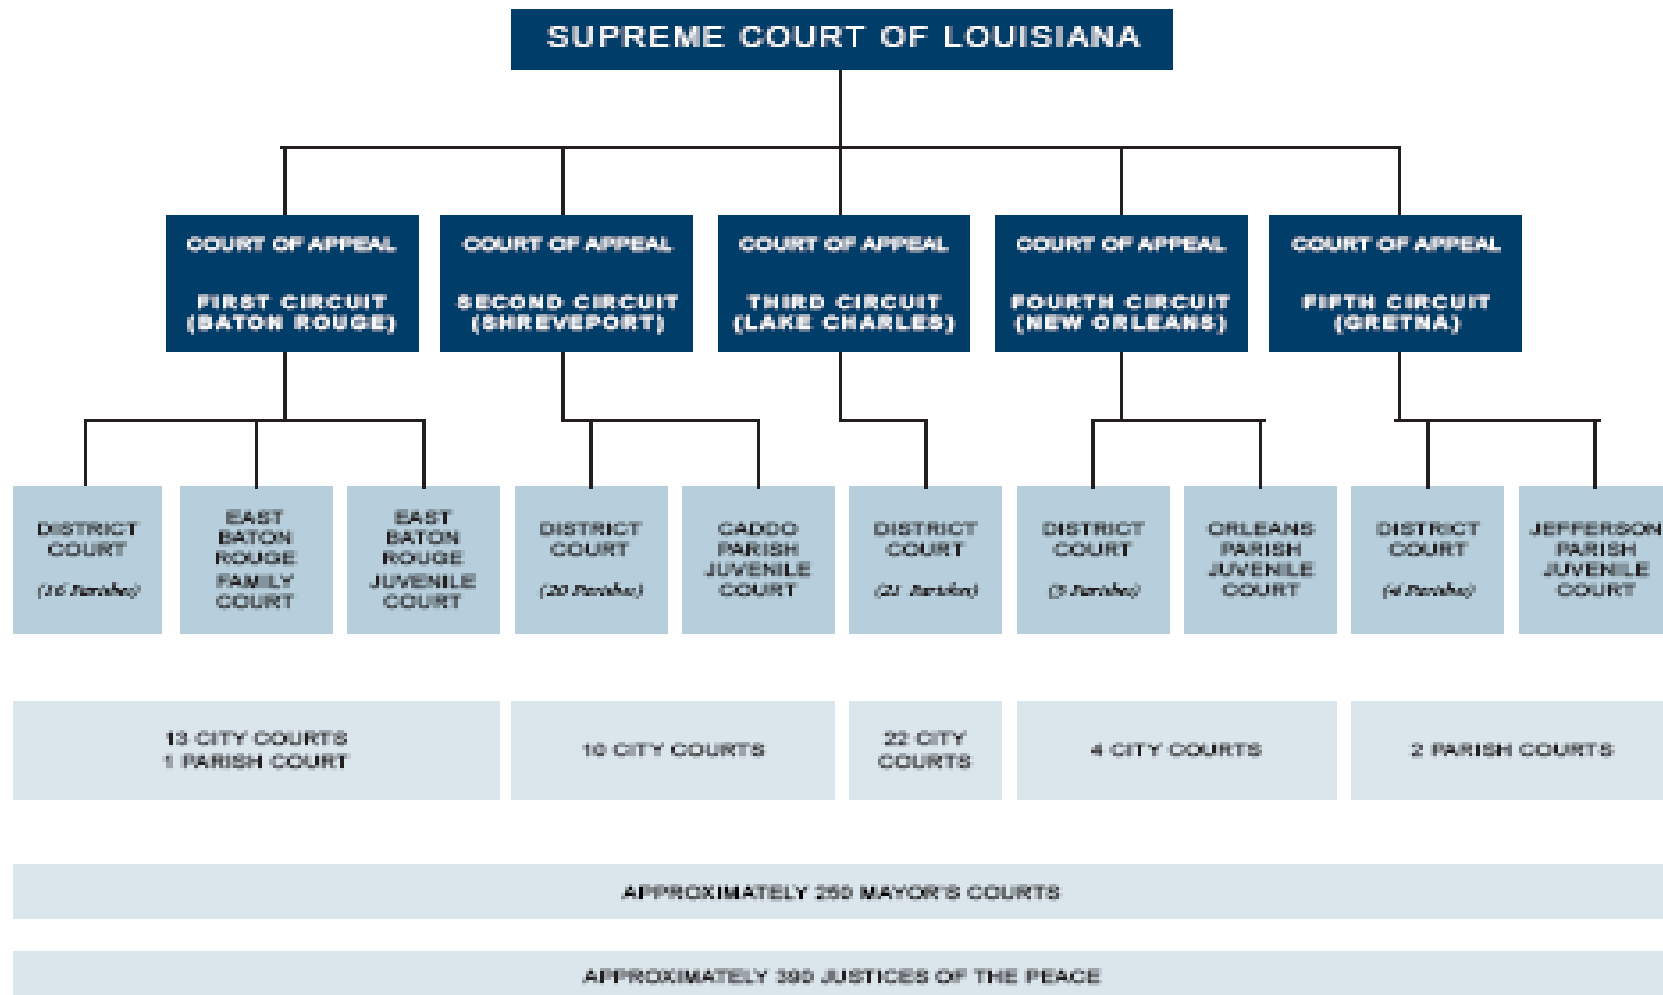 SUPREME COURT OF LOUISIANA
COURT OF APPEAL
FIRST CIRCUIT
(BATON ROUGE)
COURT OF APPEAL
SECOND CIRCUIT
(SHREVEPORT)
COURT OF APPEAL
THIRD CIRCUIT
(LAKE CHARLES)
COURT OF APPEAL
FOURTH CIRCUIT
(NEW ORLEANS)
COURT OF APPEAL
FIFTH CIRCUIT
(GRETNA)
DISTRICT
COURT
(16 Parishes)
EAST
BATON
ROUGE
FAMILY
COURT
EAST
BATON
ROUGE
JUVENILE
COURT
DISTRICT
COURT
(20 Parishes)
CADDO
PARISH
JUVENILE
COURT
DISTRICT
COURT
(21 Parishes)
DISTRICT
COURT
(3 Parishes)
ORLEANS
PARISH
JUVENILE
COURT
DISTRICT
COURT
(4 Parishes)
JEFFERSON
PARISH
JUVENILE
COURT
13 CITY COURTS
1 PARISH COURT
10 CITY COURTS
22 CITY
COURTS
4 CITY COURTS
2 PARISH COURTS
APPROXIMATELY 250 MAYOR'S COURTS
APPROXIMATELY 390 JUSTICES OF THE PEACE